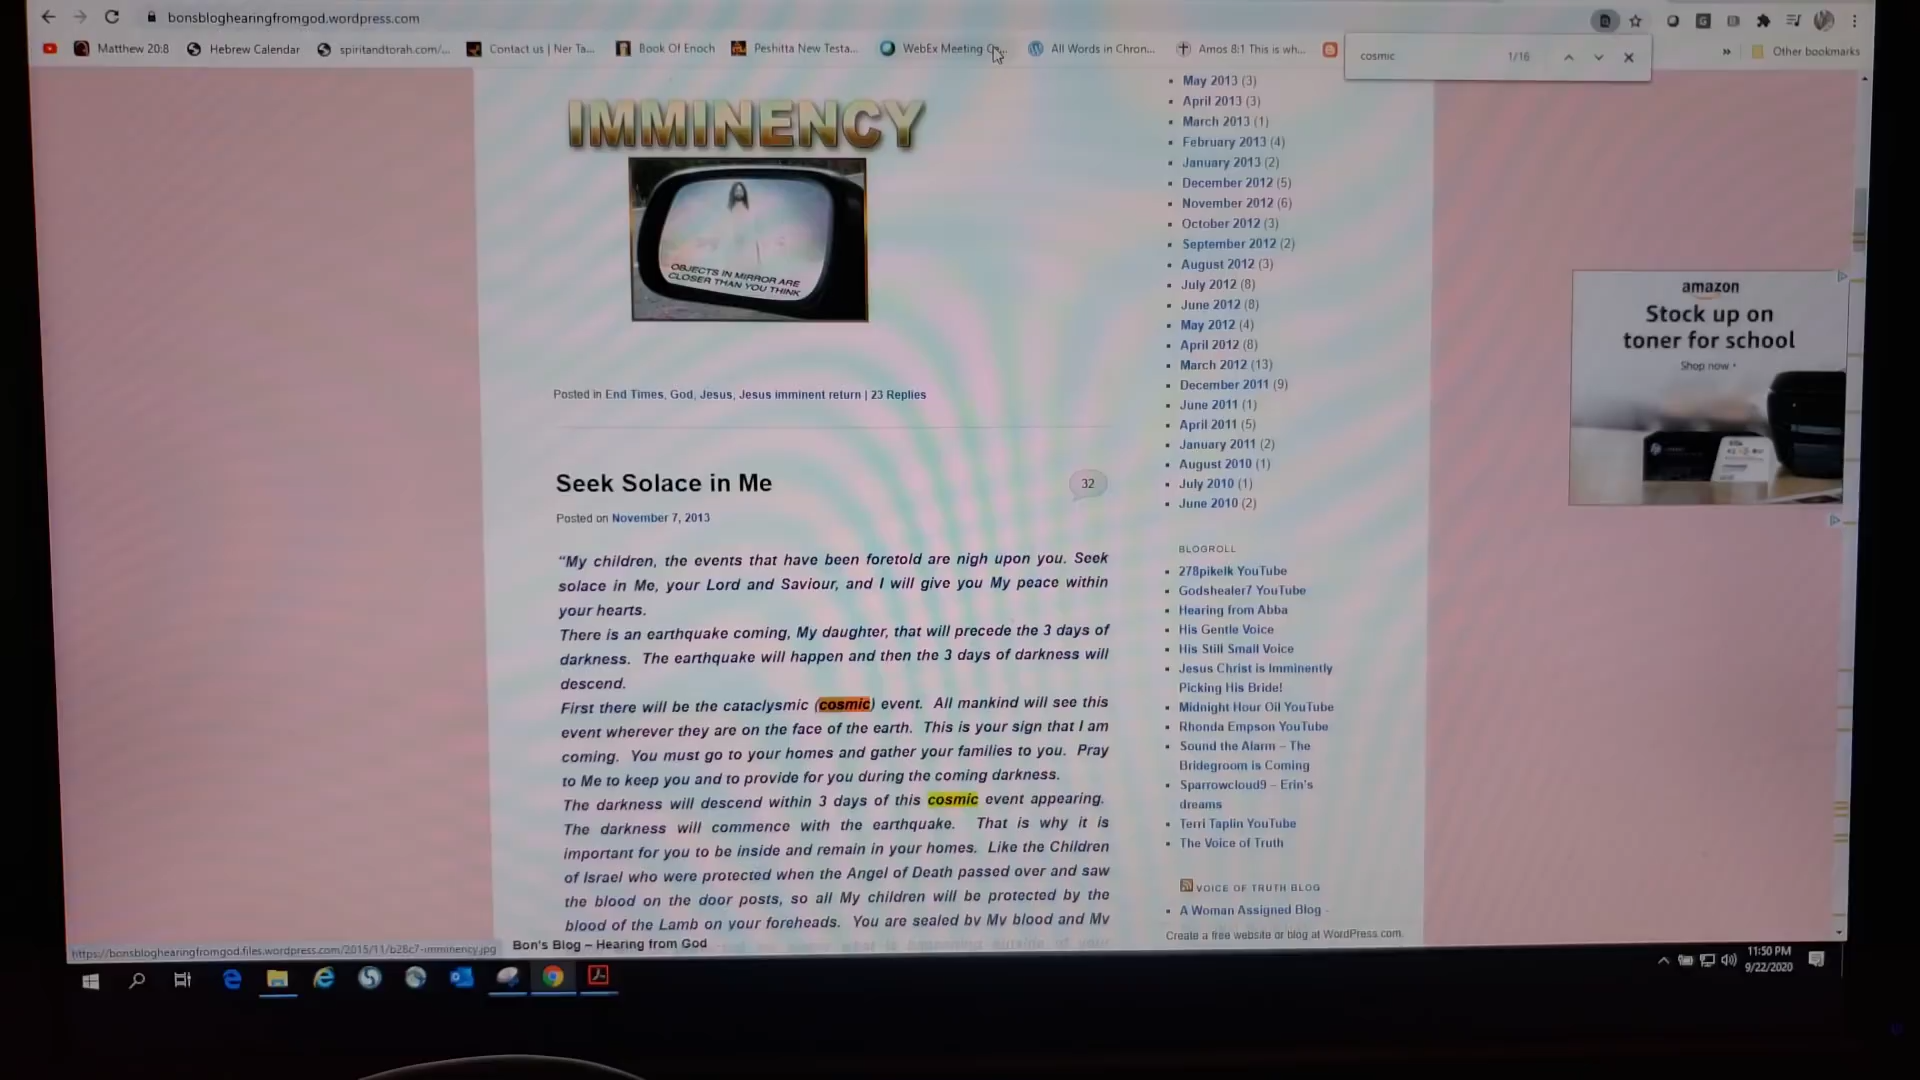 bonsbloghearingfromgod.wordpress.com
Matthew 20:8
Hebrew Calendar
spiritandtorah.com/...
Contact us | Ner Ta...
Book Of Enoch
Peshitta New Testa...
WebEx Meeting
All Words in Chron...
Amos 8:1 This is wh...
cosmic 1/16
» Other bookmarks
IMMINENCY
OBJECTS IN MIRROR ARE
CLOSER THAN YOU THINK
Posted in End Times, God, Jesus, Jesus imminent return | 23 Replies
Seek Solace in Me
32
Posted on November 7, 2013
“My children, the events that have been foretold are nigh upon you. Seek
solace in Me, your Lord and Saviour, and I will give you My peace within
your hearts.
There is an earthquake coming, My daughter, that will precede the 3 days of
darkness. The earthquake will happen and then the 3 days of darkness will
descend.
First there will be the cataclysmic (cosmic) event. All mankind will see this
event wherever they are on the face of the earth. This is your sign that I am
coming. You must go to your homes and gather your families to you. Pray
to Me to keep you and to provide for you during the coming darkness.
The darkness will descend within 3 days of this cosmic event appearing.
The darkness will commence with the earthquake. That is why it is
important for you to be inside and remain in your homes. Like the Children
of Israel who were protected when the Angel of Death passed over and saw
the blood on the door posts, so all My children will be protected by the
blood of the Lamb on your foreheads. You are sealed by My blood and My
May 2013 (3)
April 2013 (3)
March 2013 (1)
February 2013 (4)
January 2013 (2)
December 2012 (5)
November 2012 (6)
October 2012 (3)
September 2012 (2)
August 2012 (3)
July 2012 (8)
June 2012 (8)
May 2012 (4)
April 2012 (8)
March 2012 (13)
December 2011 (9)
June 2011 (1)
April 2011 (5)
January 2011 (2)
August 2010 (1)
July 2010 (1)
June 2010 (2)
BLOGROLL
278pikelk YouTube
Godshealer7 YouTube
Hearing from Abba
His Gentle Voice
His Still Small Voice
Jesus Christ is Imminently
Picking His Bride!
Midnight Hour Oil YouTube
Rhonda Empson YouTube
Sound the Alarm – The
Bridegroom is Coming
Sparrowcloud9 – Erin's
dreams
Terri Taplin YouTube
The Voice of Truth
VOICE OF TRUTH BLOG
A Woman Assigned Blog -
Create a free website or blog at WordPress.com.
amazon
Stock up on
toner for school
Shop now
hp
https://bonsbloghearingfromgod.files.wordpress.com/2015/11/b28c7-imminency.jpg
Bon's Blog – Hearing from God
11:50 PM
9/22/2020